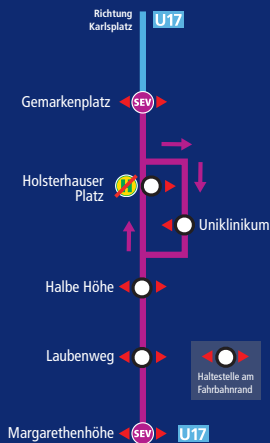 Richtung
Karlsplatz
U17
Gemarkenplatz
SEV
Holsterhauser
Platz
H
Uniklinikum
Halbe Höhe
Laubenweg
Haltestelle am
Fahrbahnrand
Margarethenhöhe
SEV
U17